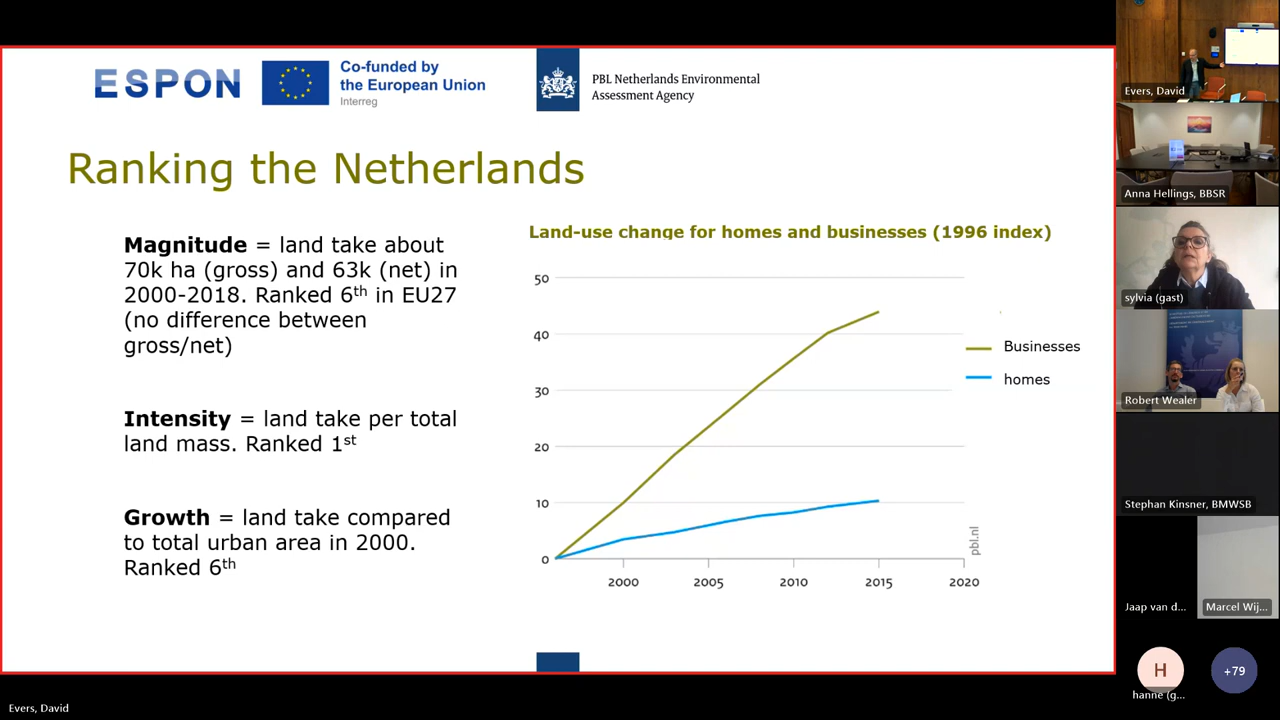 ESPON
Co-funded by
the European Union
Interreg
PBL Netherlands Environmental
Assessment Agency
Ranking the Netherlands
Magnitude = land take about
70k ha (gross) and 63k (net) in
2000-2018. Ranked 6th in EU27
(no difference between
gross/net)
Intensity = land take per total
land mass. Ranked 1st
Growth = land take compared
to total urban area in 2000.
Ranked 6th
Land-use change for homes and businesses (1996 index)
50
40
30
20
10
0
2000 2005 2010 2015 2020
Businesses
homes
pbl.nl
Evers, David
Anna Hellings, BBSR
sylvia (gast)
Robert Wealer
Stephan Kinsner, BMWSB
Jaap van d...
Marcel Wij...
H
hanne (g...
+79
Evers, David